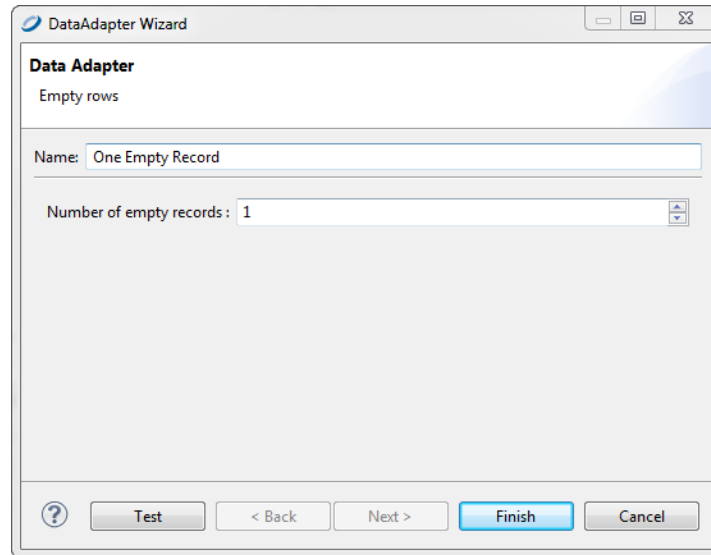 DataAdapter Wizard
Data Adapter
Empty rows
Name: One Empty Record
Number of empty records : 1
? Test < Back Next > Finish Cancel